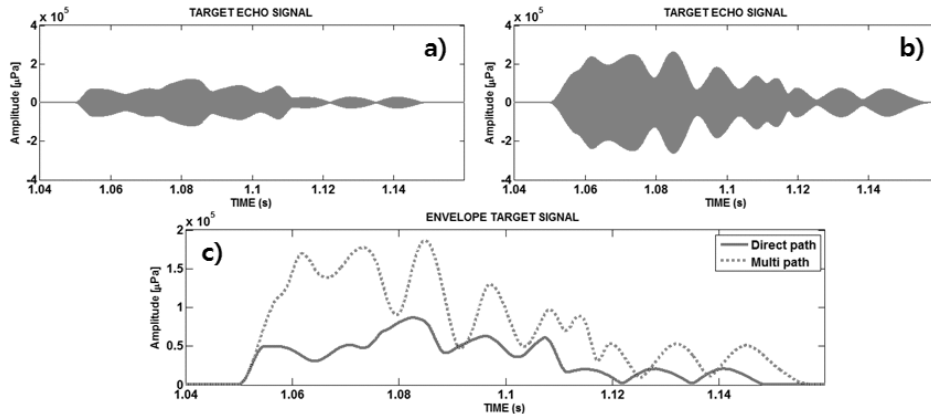 TARGET ECHO SIGNAL
x 10^5
a)
4
2
0
-2
-4
Amplitude [μPa]
1.04 1.06 1.08 1.1 1.12 1.14
TIME (s)
TARGET ECHO SIGNAL
x 10^5
b)
4
2
0
-2
-4
Amplitude [μPa]
1.04 1.06 1.08 1.1 1.12 1.14
TIME (s)
ENVELOPE TARGET SIGNAL
x 10^5
c)
2
1.5
1
0.5
0
Amplitude [μPa]
Direct path
Multi path
1.04 1.06 1.08 1.1 1.12 1.14
TIME (s)